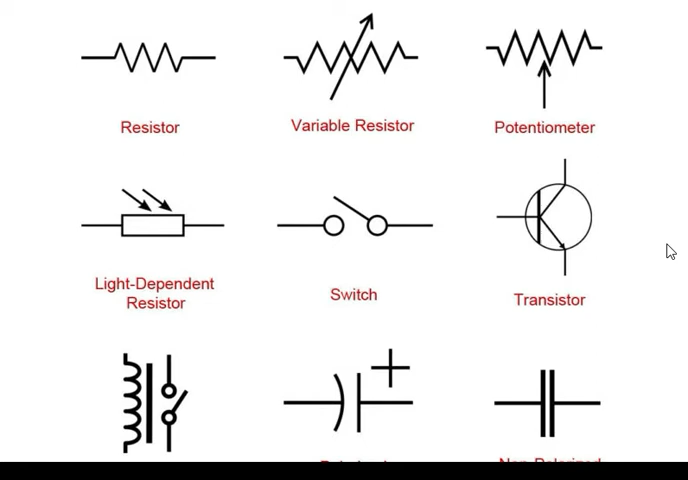 Resistor
Variable Resistor
Potentiometer
Light-Dependent
Resistor
Switch
Transistor